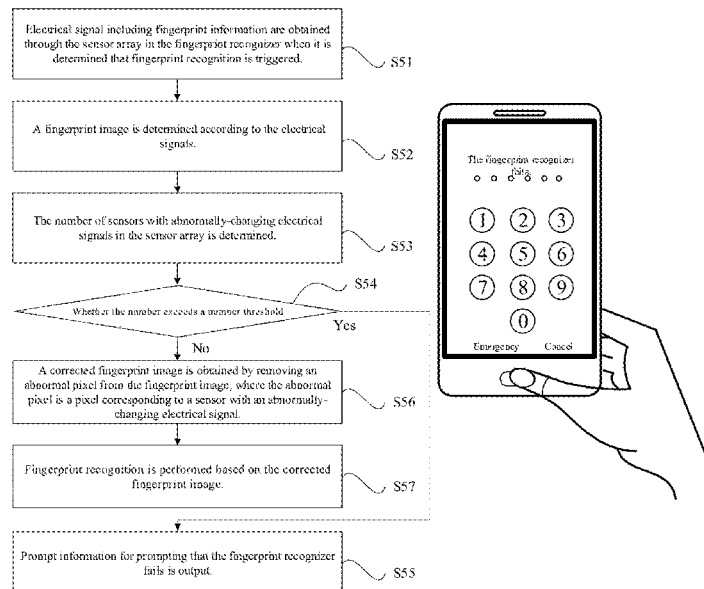 Electrical signal including fingerprint information are obtained
through the sensor array in the fingerprint recognizer when it is
determined that fingerprint recognition is triggered.
S51
A fingerprint image is determined according to the electrical
signals.
S52
The number of sensors with abnormally-changing electrical
signals in the sensor array is determined.
S53
S54
Whether the number exceeds a number threshold
Yes
No
A corrected fingerprint image is obtained by removing an
abnormal pixel from the fingerprint image, where the abnormal
pixel is a pixel corresponding to a sensor with an abnormally-
changing electrical signal.
S56
Fingerprint recognition is performed based on the corrected
fingerprint image.
S57
Prompt information for prompting that the fingerprint recognizer
fails is output.
S55
The fingerprint recognizer
fails
1 2 3
4 5 6
7 8 9
0
Emergency Cancel